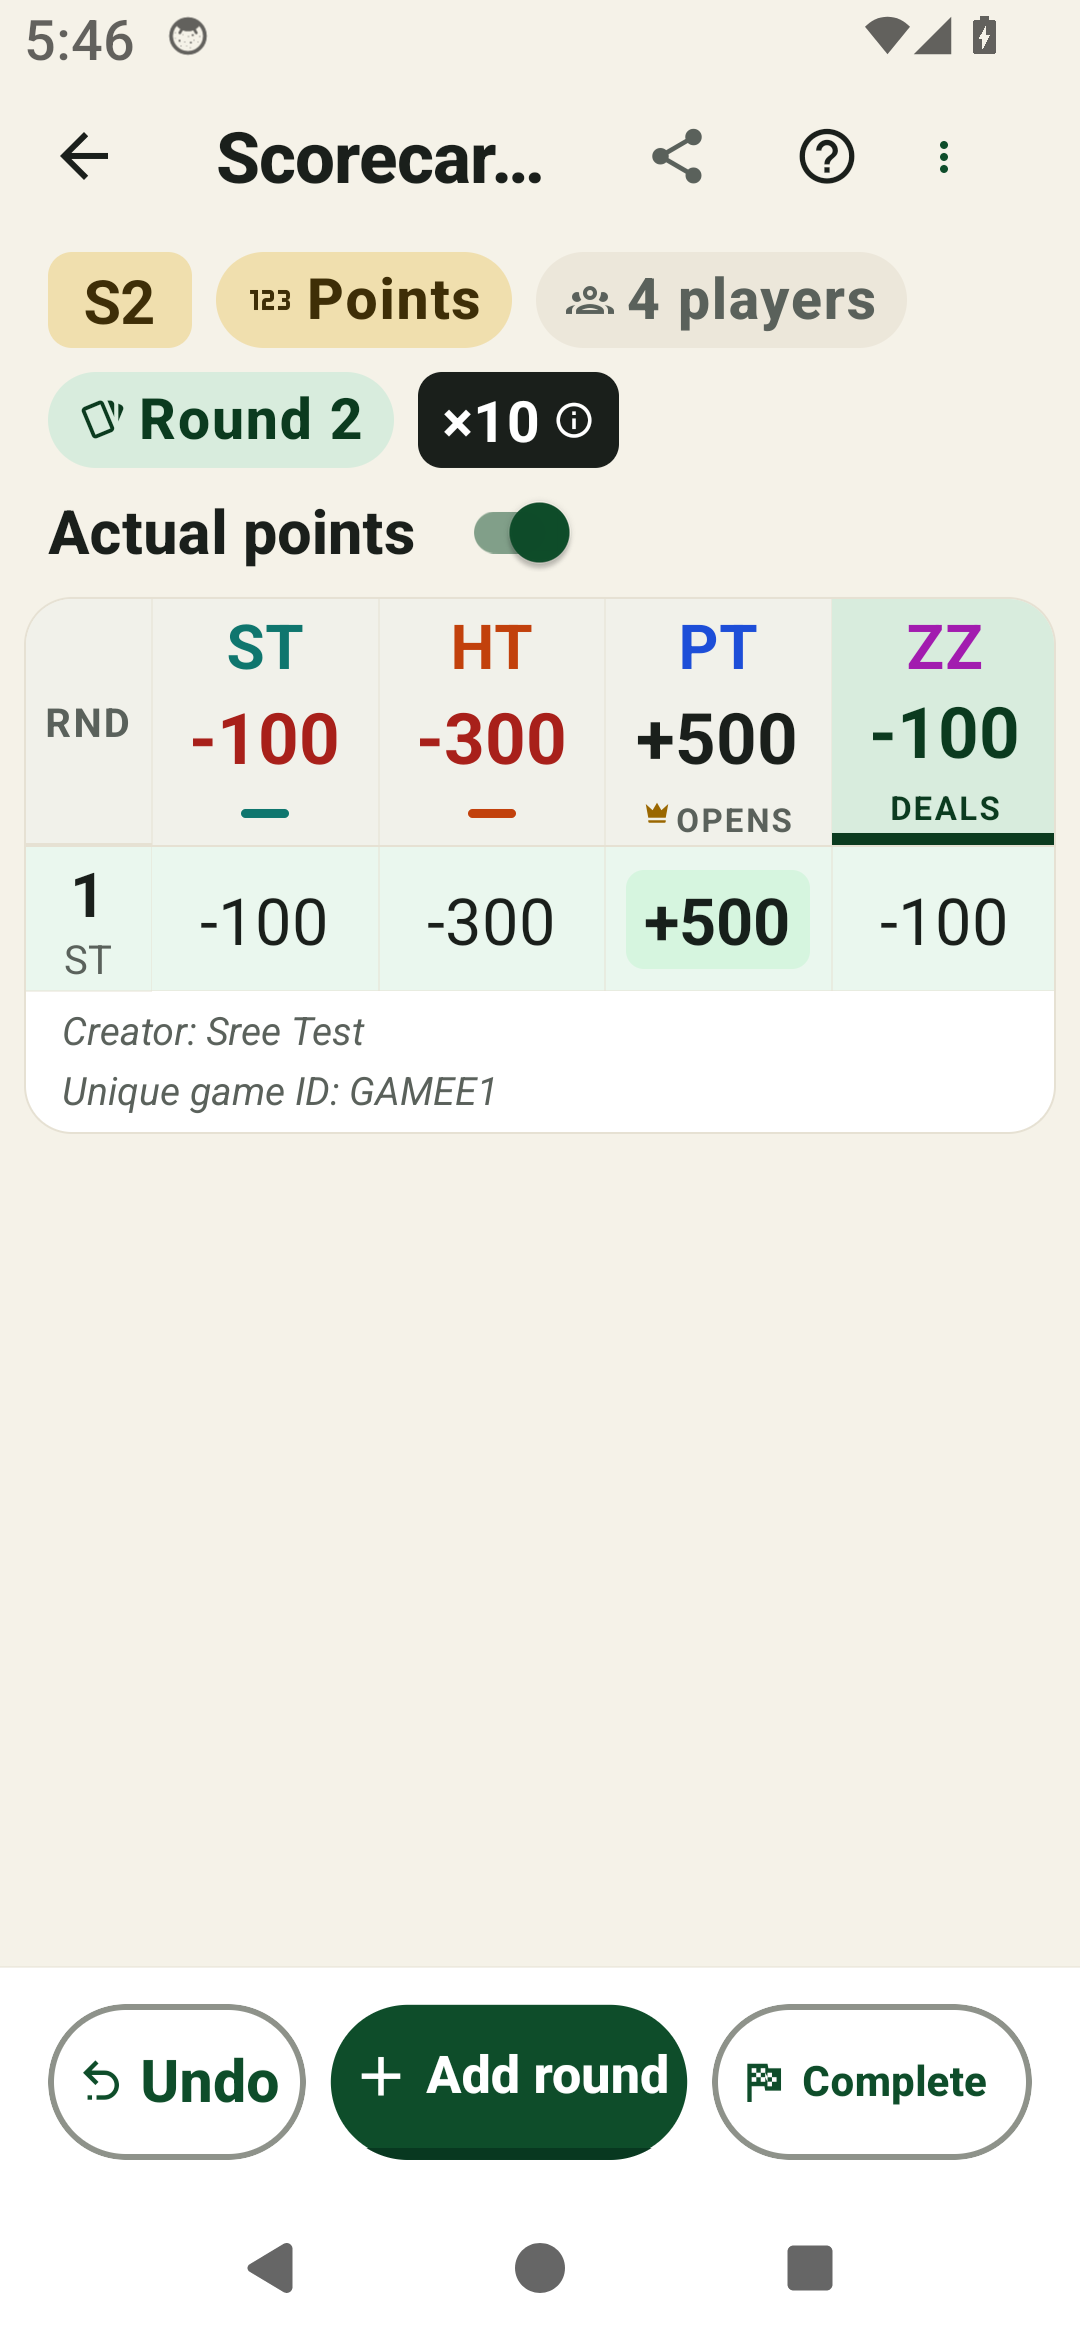 5:46
Scorecar...
S2
123 Points
4 players
Round 2
×10
Actual points
RND ST HT PT ZZ
-100 -300 +500 -100
OPENS DEALS
1 -100 -300 +500 -100
ST
Creator: Sree Test
Unique game ID: GAMEE1
Undo
+ Add round
Complete